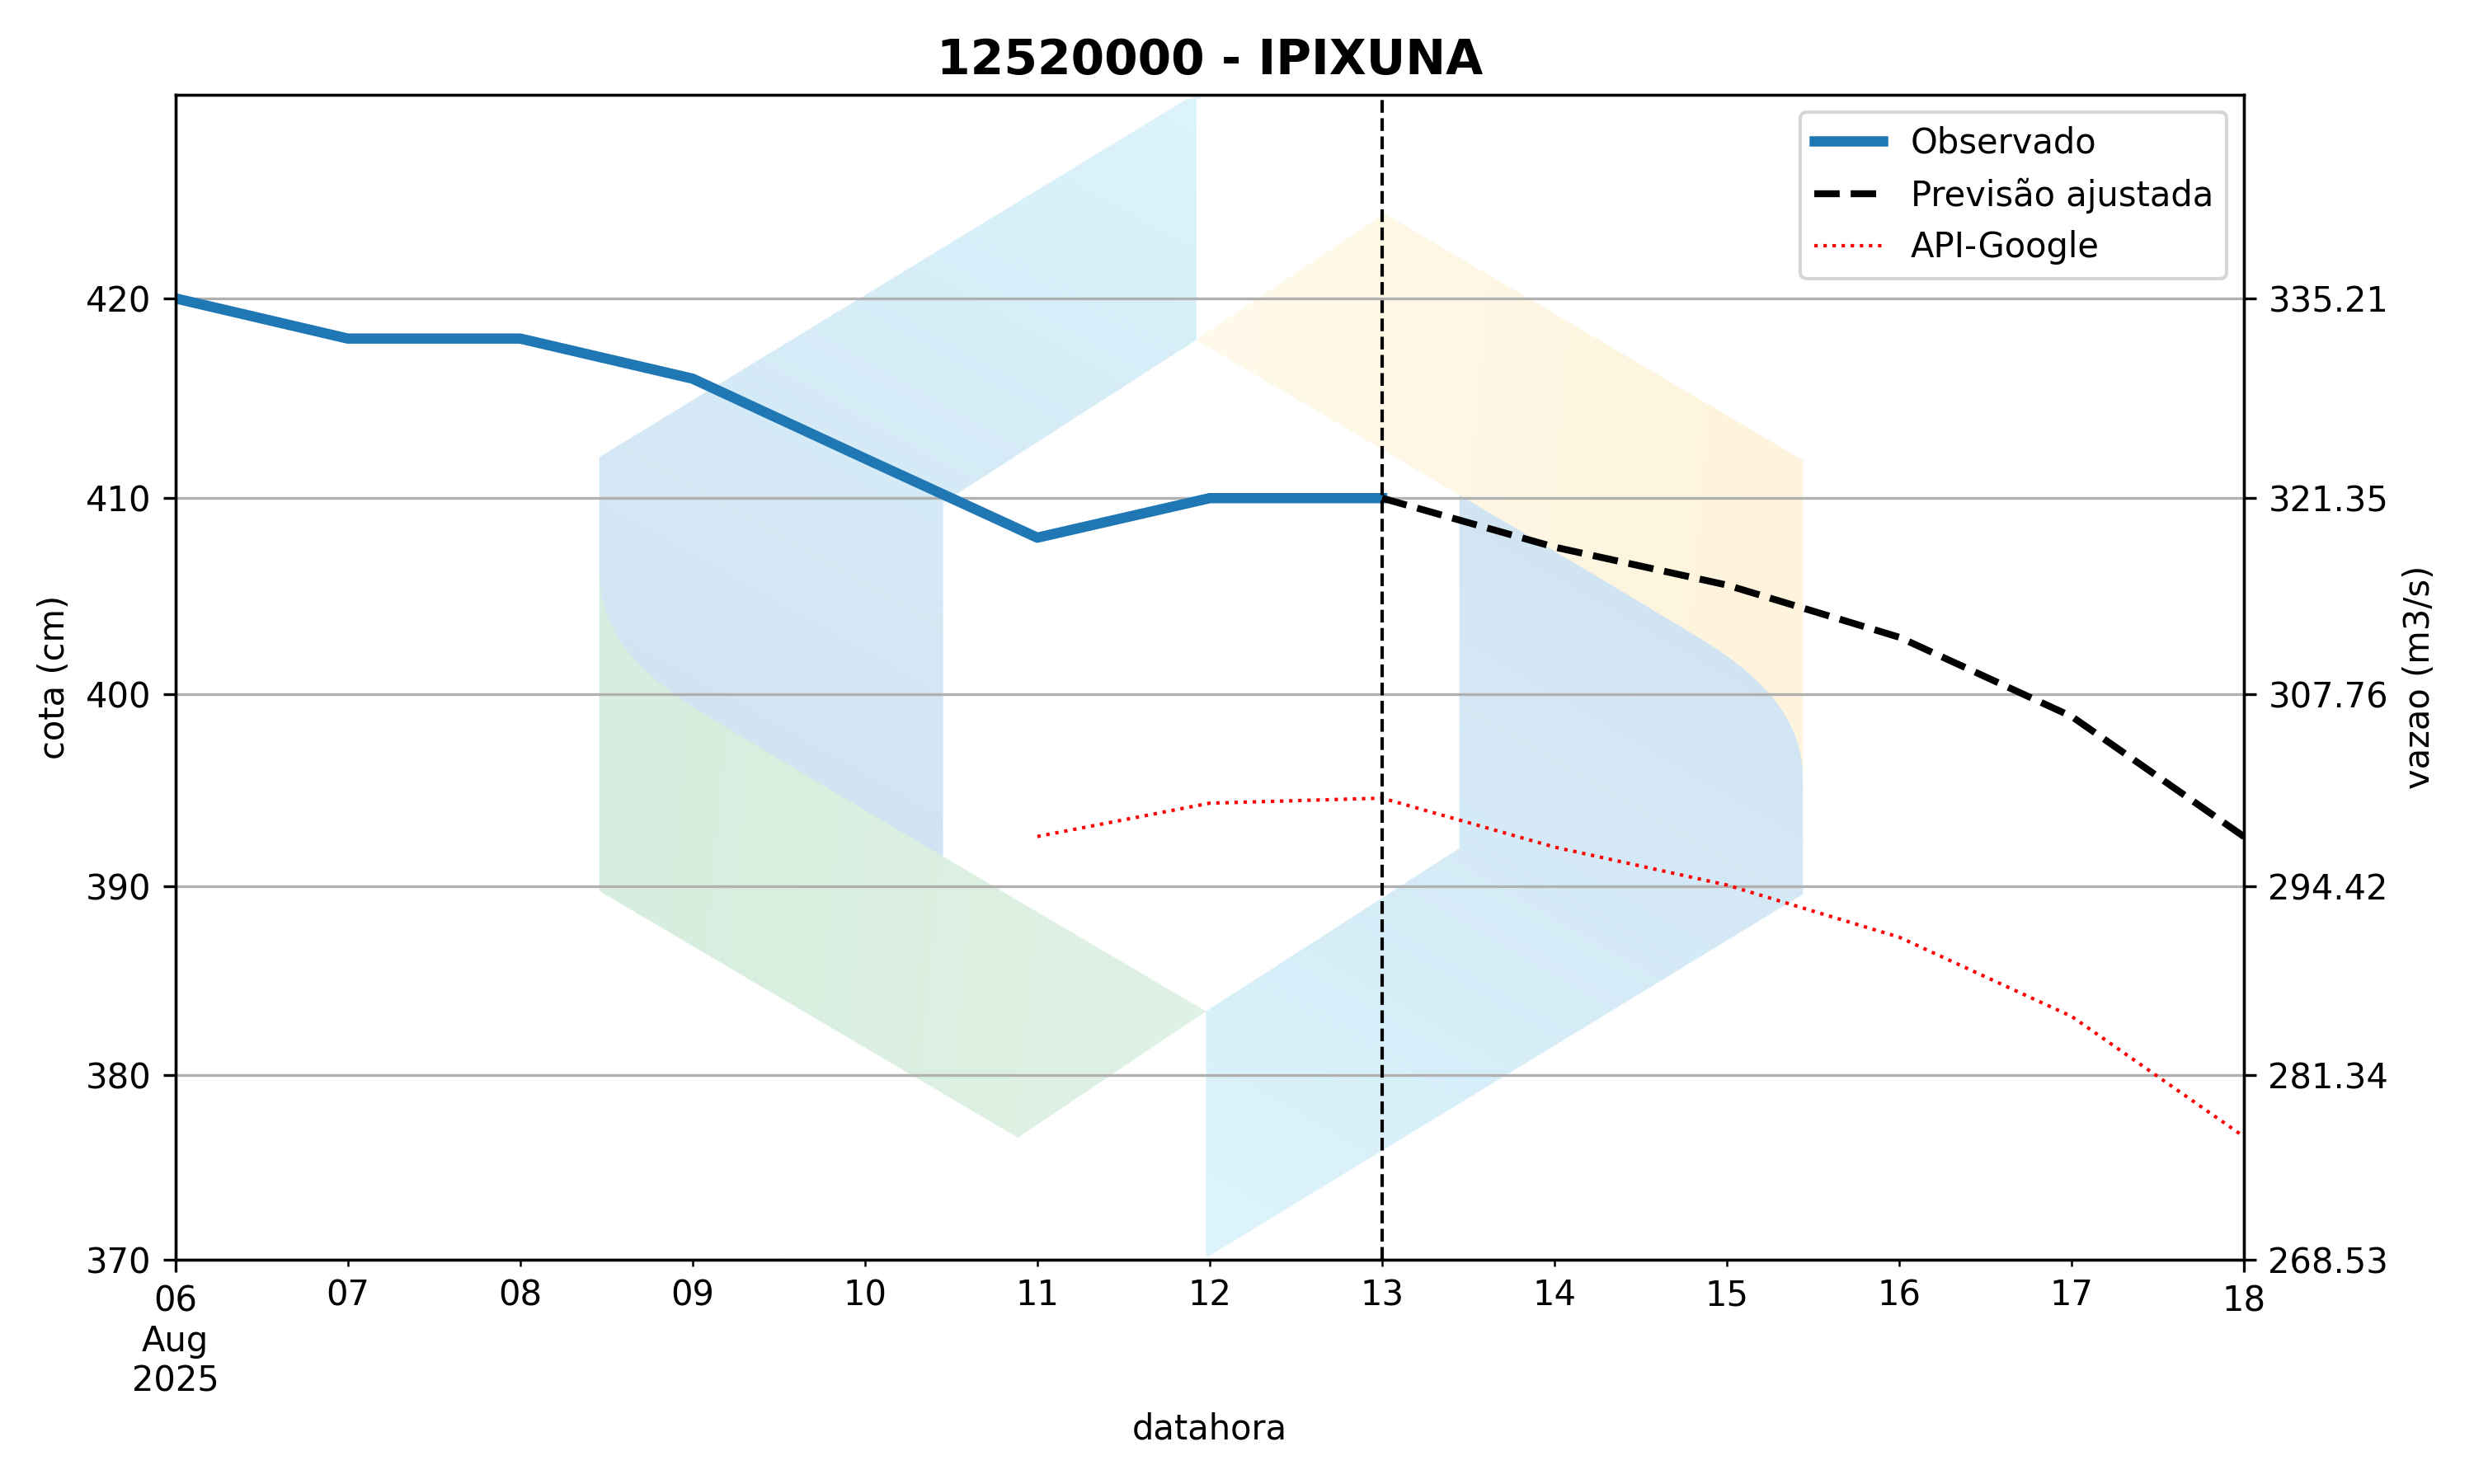 12520000 - IPIXUNA
Observado
Previsão ajustada
API-Google
420
410
400
390
380
370
cota (cm)
335.21
321.35
307.76
294.42
281.34
268.53
vazao (m3/s)
06 07 08 09 10 11 12 13 14 15 16 17 18
Aug
2025
datahora